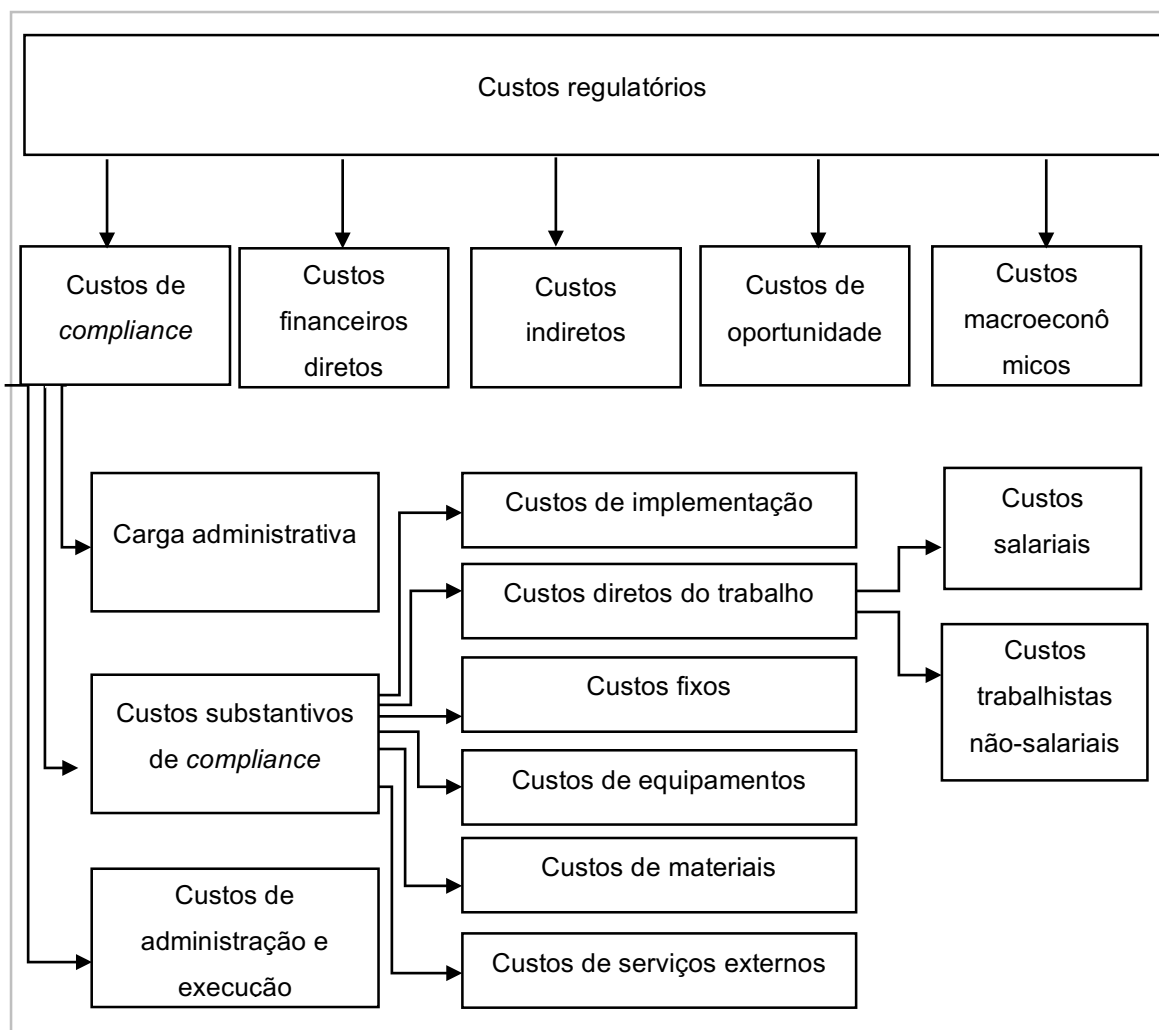 Custos regulatórios
Custos de
compliance
Custos
financeiros
diretos
Custos
indiretos
Custos de
oportunidade
Custos
macroeconô
micos
Carga administrativa
Custos substantivos
de compliance
Custos de
administração e
execução
Custos de implementação
Custos diretos do trabalho
Custos fixos
Custos de equipamentos
Custos de materiais
Custos de serviços externos
Custos
salariais
Custos
trabalhistas
não-salariais